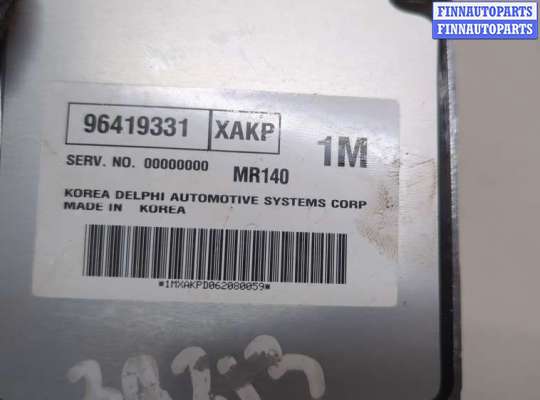 FINNAUTOPARTS
FINNAUTOPARTS
96419331 XAKP 1M
SERV. NO. 00000000 MR140
KOREA DELPHI AUTOMOTIVE SYSTEMS CORP
MADE IN KOREA
*1MXAKPD062080059*